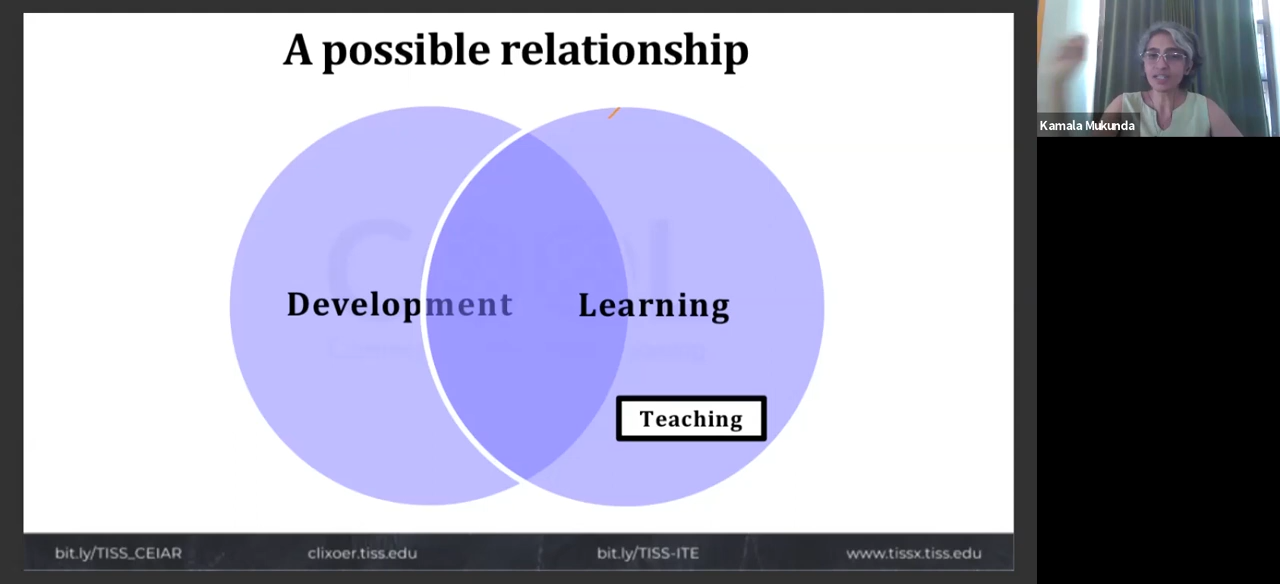 A possible relationship
Development
Learning
Teaching
bit.ly/TISS_CEIAR
clixoer.tiss.edu
bit.ly/TISS-ITE
www.tissx.tiss.edu
Kamala Mukunda